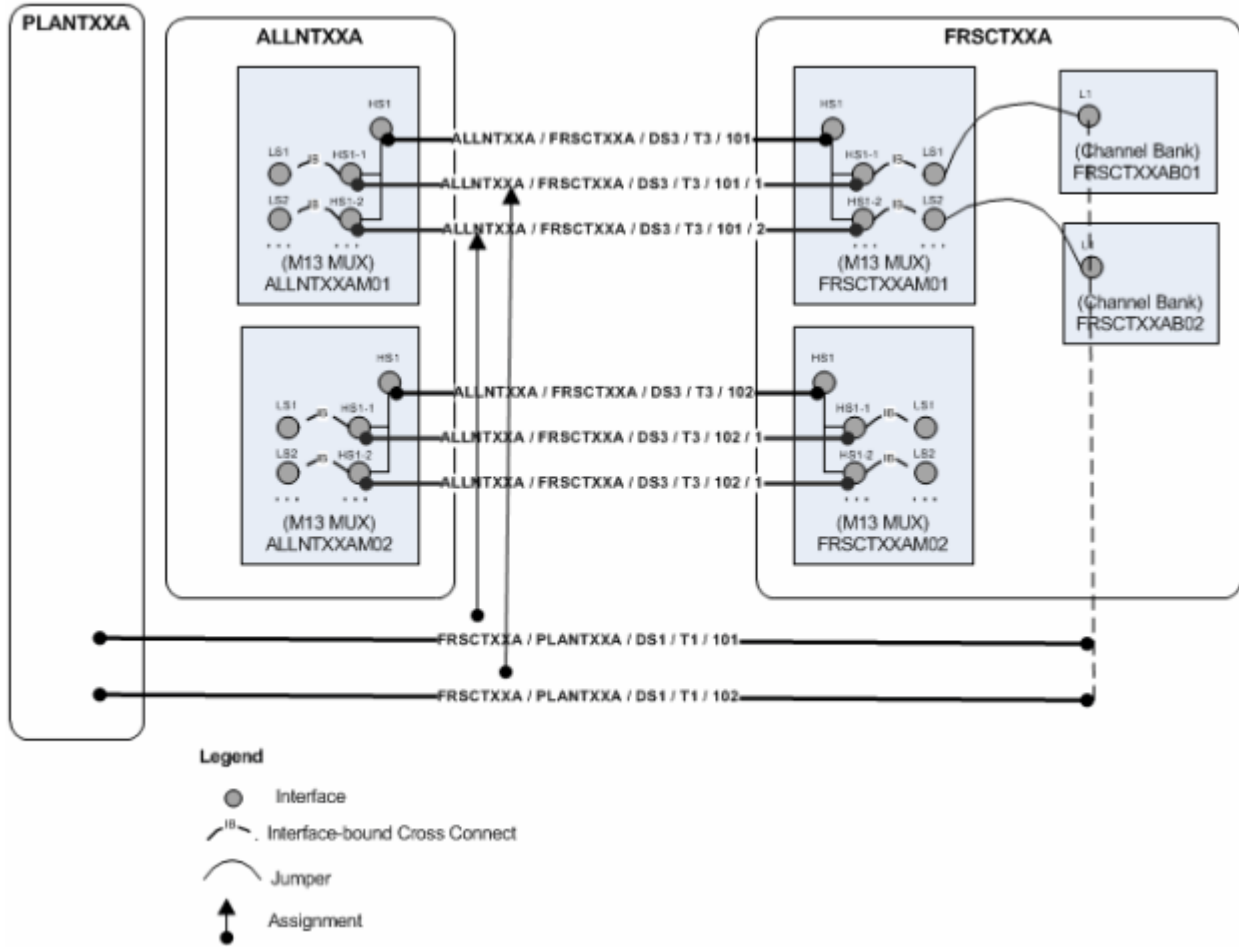 PLANTXXA
ALLNTXXA
FRSCTXXA
HS1
LS1
IB
HS1-1
LS2
IB
HS1-2
...
...
(M13 MUX)
ALLNTXXAM01
ALLNTXXA / FRSCTXXA / DS3 / T3 / 101
ALLNTXXA / FRSCTXXA / DS3 / T3 / 101 / 1
ALLNTXXA / FRSCTXXA / DS3 / T3 / 101 / 2
HS1
HS1-1
IB
LS1
HS1-2
IB
LS2
...
...
(M13 MUX)
FRSCTXXAM01
L1
(Channel Bank)
FRSCTXXAB01
(Channel Bank)
FRSCTXXAB02
HS1
LS1
IB
HS1-1
LS2
IB
HS1-2
...
...
(M13 MUX)
ALLNTXXAM02
ALLNTXXA / FRSCTXXA / DS3 / T3 / 102
ALLNTXXA / FRSCTXXA / DS3 / T3 / 102 / 1
ALLNTXXA / FRSCTXXA / DS3 / T3 / 102 / 1
HS1
HS1-1
IB
LS1
HS1-2
IB
LS2
...
...
(M13 MUX)
FRSCTXXAM02
FRSCTXXA / PLANTXXA / DS1 / T1 / 101
FRSCTXXA / PLANTXXA / DS1 / T1 / 102
Legend
Interface
IB
Interface-bound Cross Connect
Jumper
Assignment